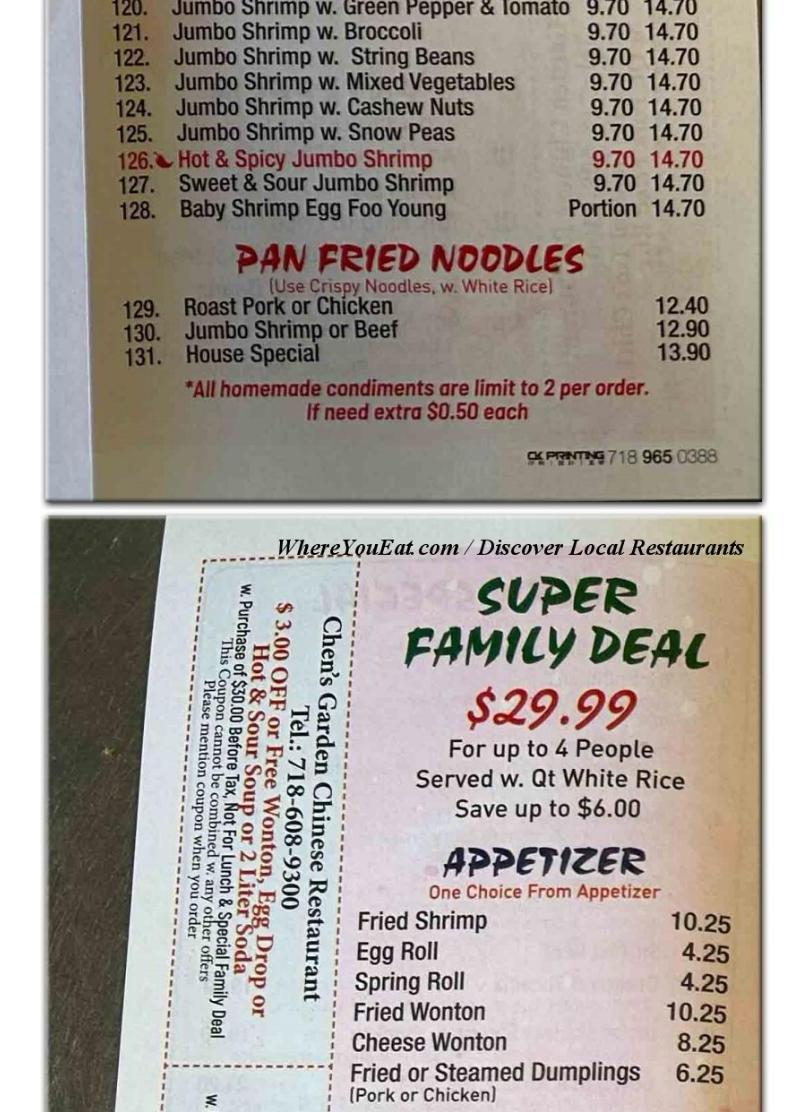 120. Jumbo Shrimp w. Green Pepper & Tomato 9.70 14.70
121. Jumbo Shrimp w. Broccoli 9.70 14.70
122. Jumbo Shrimp w. String Beans 9.70 14.70
123. Jumbo Shrimp w. Mixed Vegetables 9.70 14.70
124. Jumbo Shrimp w. Cashew Nuts 9.70 14.70
125. Jumbo Shrimp w. Snow Peas 9.70 14.70
126. Hot & Spicy Jumbo Shrimp 9.70 14.70
127. Sweet & Sour Jumbo Shrimp 9.70 14.70
128. Baby Shrimp Egg Foo Young Portion 14.70
PAN FRIED NOODLES
(Use Crispy Noodles, w. White Rice)
129. Roast Pork or Chicken 12.40
130. Jumbo Shrimp or Beef 12.90
131. House Special 13.90
*All homemade condiments are limit to 2 per order.
If need extra $0.50 each
CK PRINTING 718 965 0388
WhereYouEat.com / Discover Local Restaurants
Chen's Garden Chinese Restaurant
Tel.: 718-608-9300
$ 3.00 OFF or Free Wonton, Egg Drop or
Hot & Sour Soup or 2 Liter Soda
w. Purchase of $30.00 Before Tax, Not For Lunch & Special Family Deal
This Coupon cannot be combined w. any other offers
Please mention coupon when you order
w.
SUPER
FAMILY DEAL
$29.99
For up to 4 People
Served w. Qt White Rice
Save up to $6.00
APPETIZER
One Choice From Appetizer
Fried Shrimp 10.25
Egg Roll 4.25
Spring Roll 4.25
Fried Wonton 10.25
Cheese Wonton 8.25
Fried or Steamed Dumplings 6.25
(Pork or Chicken)